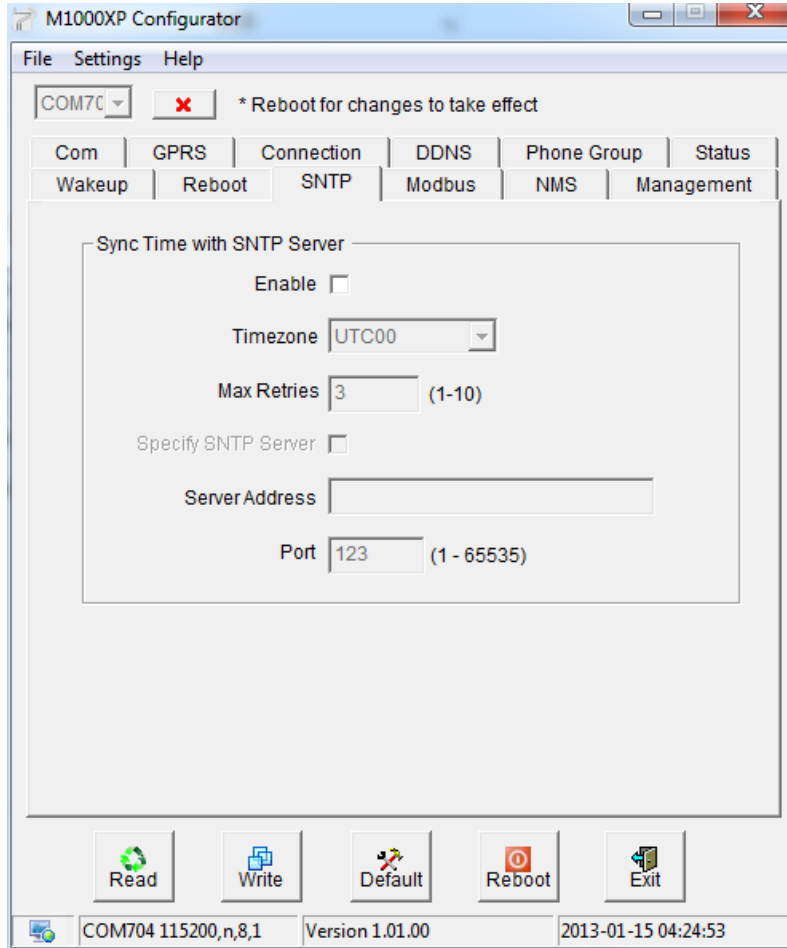 M1000XP Configurator
File Settings Help
COM70 * Reboot for changes to take effect
Com GPRS Connection DDNS Phone Group Status
Wakeup Reboot SNTP Modbus NMS Management
Sync Time with SNTP Server
Enable
Timezone UTC00
Max Retries 3 (1-10)
Specify SNTP Server
Server Address
Port 123 (1 - 65535)
Read Write Default Reboot Exit
COM704 115200,n,8,1 Version 1.01.00 2013-01-15 04:24:53